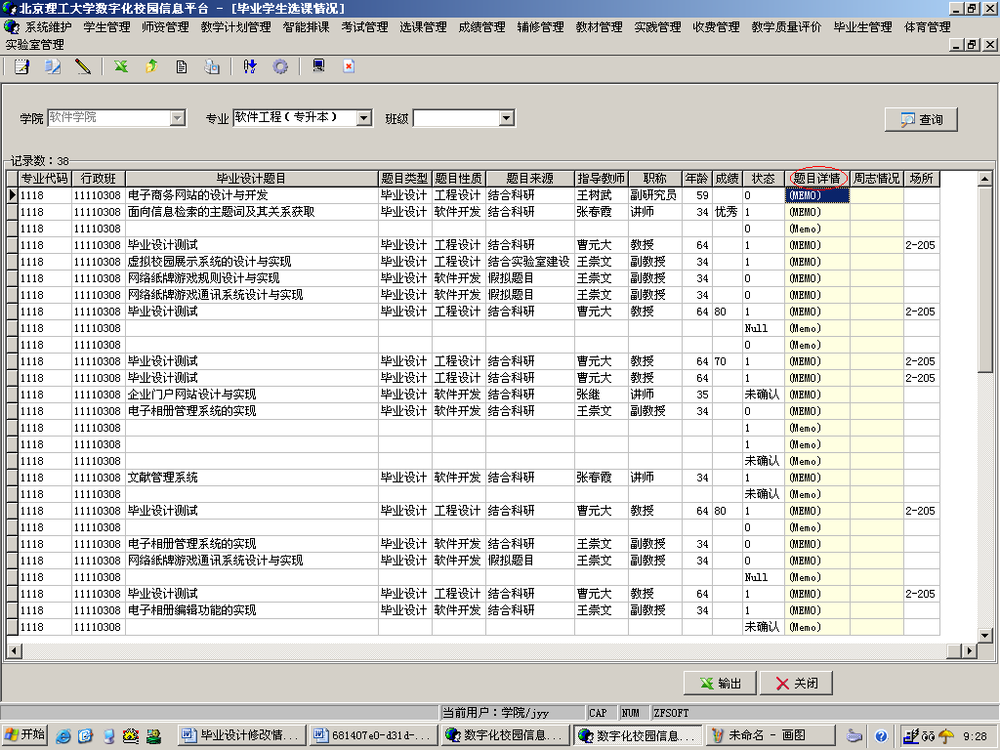 北京理工大学数字化校园信息平台 - [毕业学生选课情况]
系统维护 学生管理 师资管理 教学计划管理 智能排课 考试管理 选课管理 成绩管理 辅修管理 教材管理 实践管理 收费管理 教学质量评价 毕业生管理 体育管理
实验室管理
学院 软件学院 专业 软件工程(专升本) 班级 查询
记录数：38
专业代码 行政班 毕业设计题目 题目类型 题目性质 题目来源 指导教师 职称 年龄 成绩 状态 题目详情 周志情况 场所
1118 11110308 电子商务网站的设计与开发 毕业设计 工程设计 结合科研 王树武 副研究员 59 0 (MEMO)
1118 11110308 面向信息检索的主题词及其关系获取 毕业设计 软件开发 结合科研 张春霞 讲师 34 优秀 1 (MEMO)
1118 11110308 0 (Memo)
1118 11110308 毕业设计测试 毕业设计 工程设计 结合科研 曹元大 教授 64 1 (MEMO) 2-205
1118 11110308 虚拟校园展示系统的设计与实现 毕业设计 工程设计 结合实验室建设 王崇文 副教授 34 1 (MEMO)
1118 11110308 网络纸牌游戏规则设计与实现 毕业设计 软件开发 假拟题目 王崇文 副教授 34 0 (MEMO)
1118 11110308 网络纸牌游戏通讯系统设计与实现 毕业设计 软件开发 假拟题目 王崇文 副教授 34 0 (MEMO)
1118 11110308 毕业设计测试 毕业设计 工程设计 结合科研 曹元大 教授 64 80 1 (MEMO) 2-205
1118 11110308 Null (Memo)
1118 11110308 0 (Memo)
1118 11110308 毕业设计测试 毕业设计 工程设计 结合科研 曹元大 教授 64 70 1 (MEMO) 2-205
1118 11110308 毕业设计测试 毕业设计 工程设计 结合科研 曹元大 教授 64 1 (MEMO) 2-205
1118 11110308 企业门户网站设计与实现 毕业设计 软件开发 结合科研 张继 讲师 35 未确认 (MEMO)
1118 11110308 电子相册管理系统的实现 毕业设计 软件开发 结合科研 王崇文 副教授 34 0 (MEMO)
1118 11110308 1 (Memo)
1118 11110308 1 (Memo)
1118 11110308 未确认 (Memo)
1118 11110308 文献管理系统 毕业设计 软件开发 结合科研 张春霞 讲师 34 1 (MEMO)
1118 11110308 未确认 (Memo)
1118 11110308 毕业设计测试 毕业设计 工程设计 结合科研 曹元大 教授 64 80 1 (MEMO) 2-205
1118 11110308 0 (Memo)
1118 11110308 电子相册管理系统的实现 毕业设计 软件开发 结合科研 王崇文 副教授 34 0 (MEMO)
1118 11110308 网络纸牌游戏通讯系统设计与实现 毕业设计 软件开发 假拟题目 王崇文 副教授 34 0 (MEMO)
1118 11110308 Null (Memo)
1118 11110308 毕业设计测试 毕业设计 工程设计 结合科研 曹元大 教授 64 1 (MEMO) 2-205
1118 11110308 电子相册编辑功能的实现 毕业设计 软件开发 结合科研 王崇文 副教授 34 1 (MEMO)
1118 11110308 未确认 (Memo)
输出 关闭
当前用户：学院/jyy CAP NUM ZFSOFT
开始 毕业设计修改情... 681407e0-d31d-... 数字化校园信息... 数字化校园信息... 未命名 - 画图 9:28